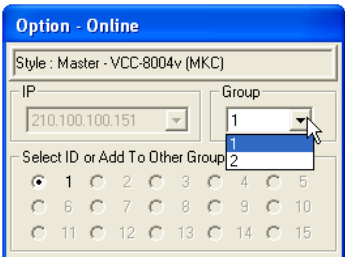 Option - Online
Style : Master - VCC-8004v (MKC)
IP
Group
210.100.100.151
1
1
2
Select ID or Add To Other Group
1 2 3 4 5
6 7 8 9 10
11 12 13 14 15